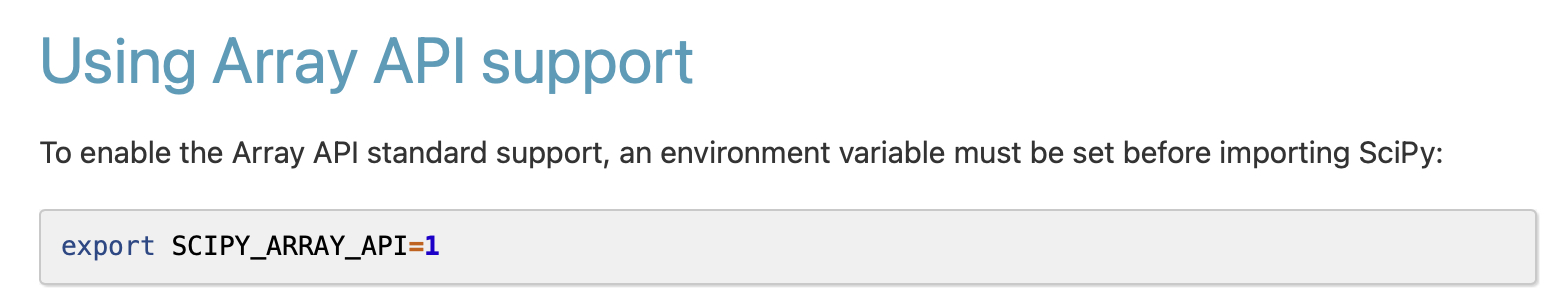 Using Array API support
To enable the Array API standard support, an environment variable must be set before importing SciPy:
export SCIPY_ARRAY_API=1